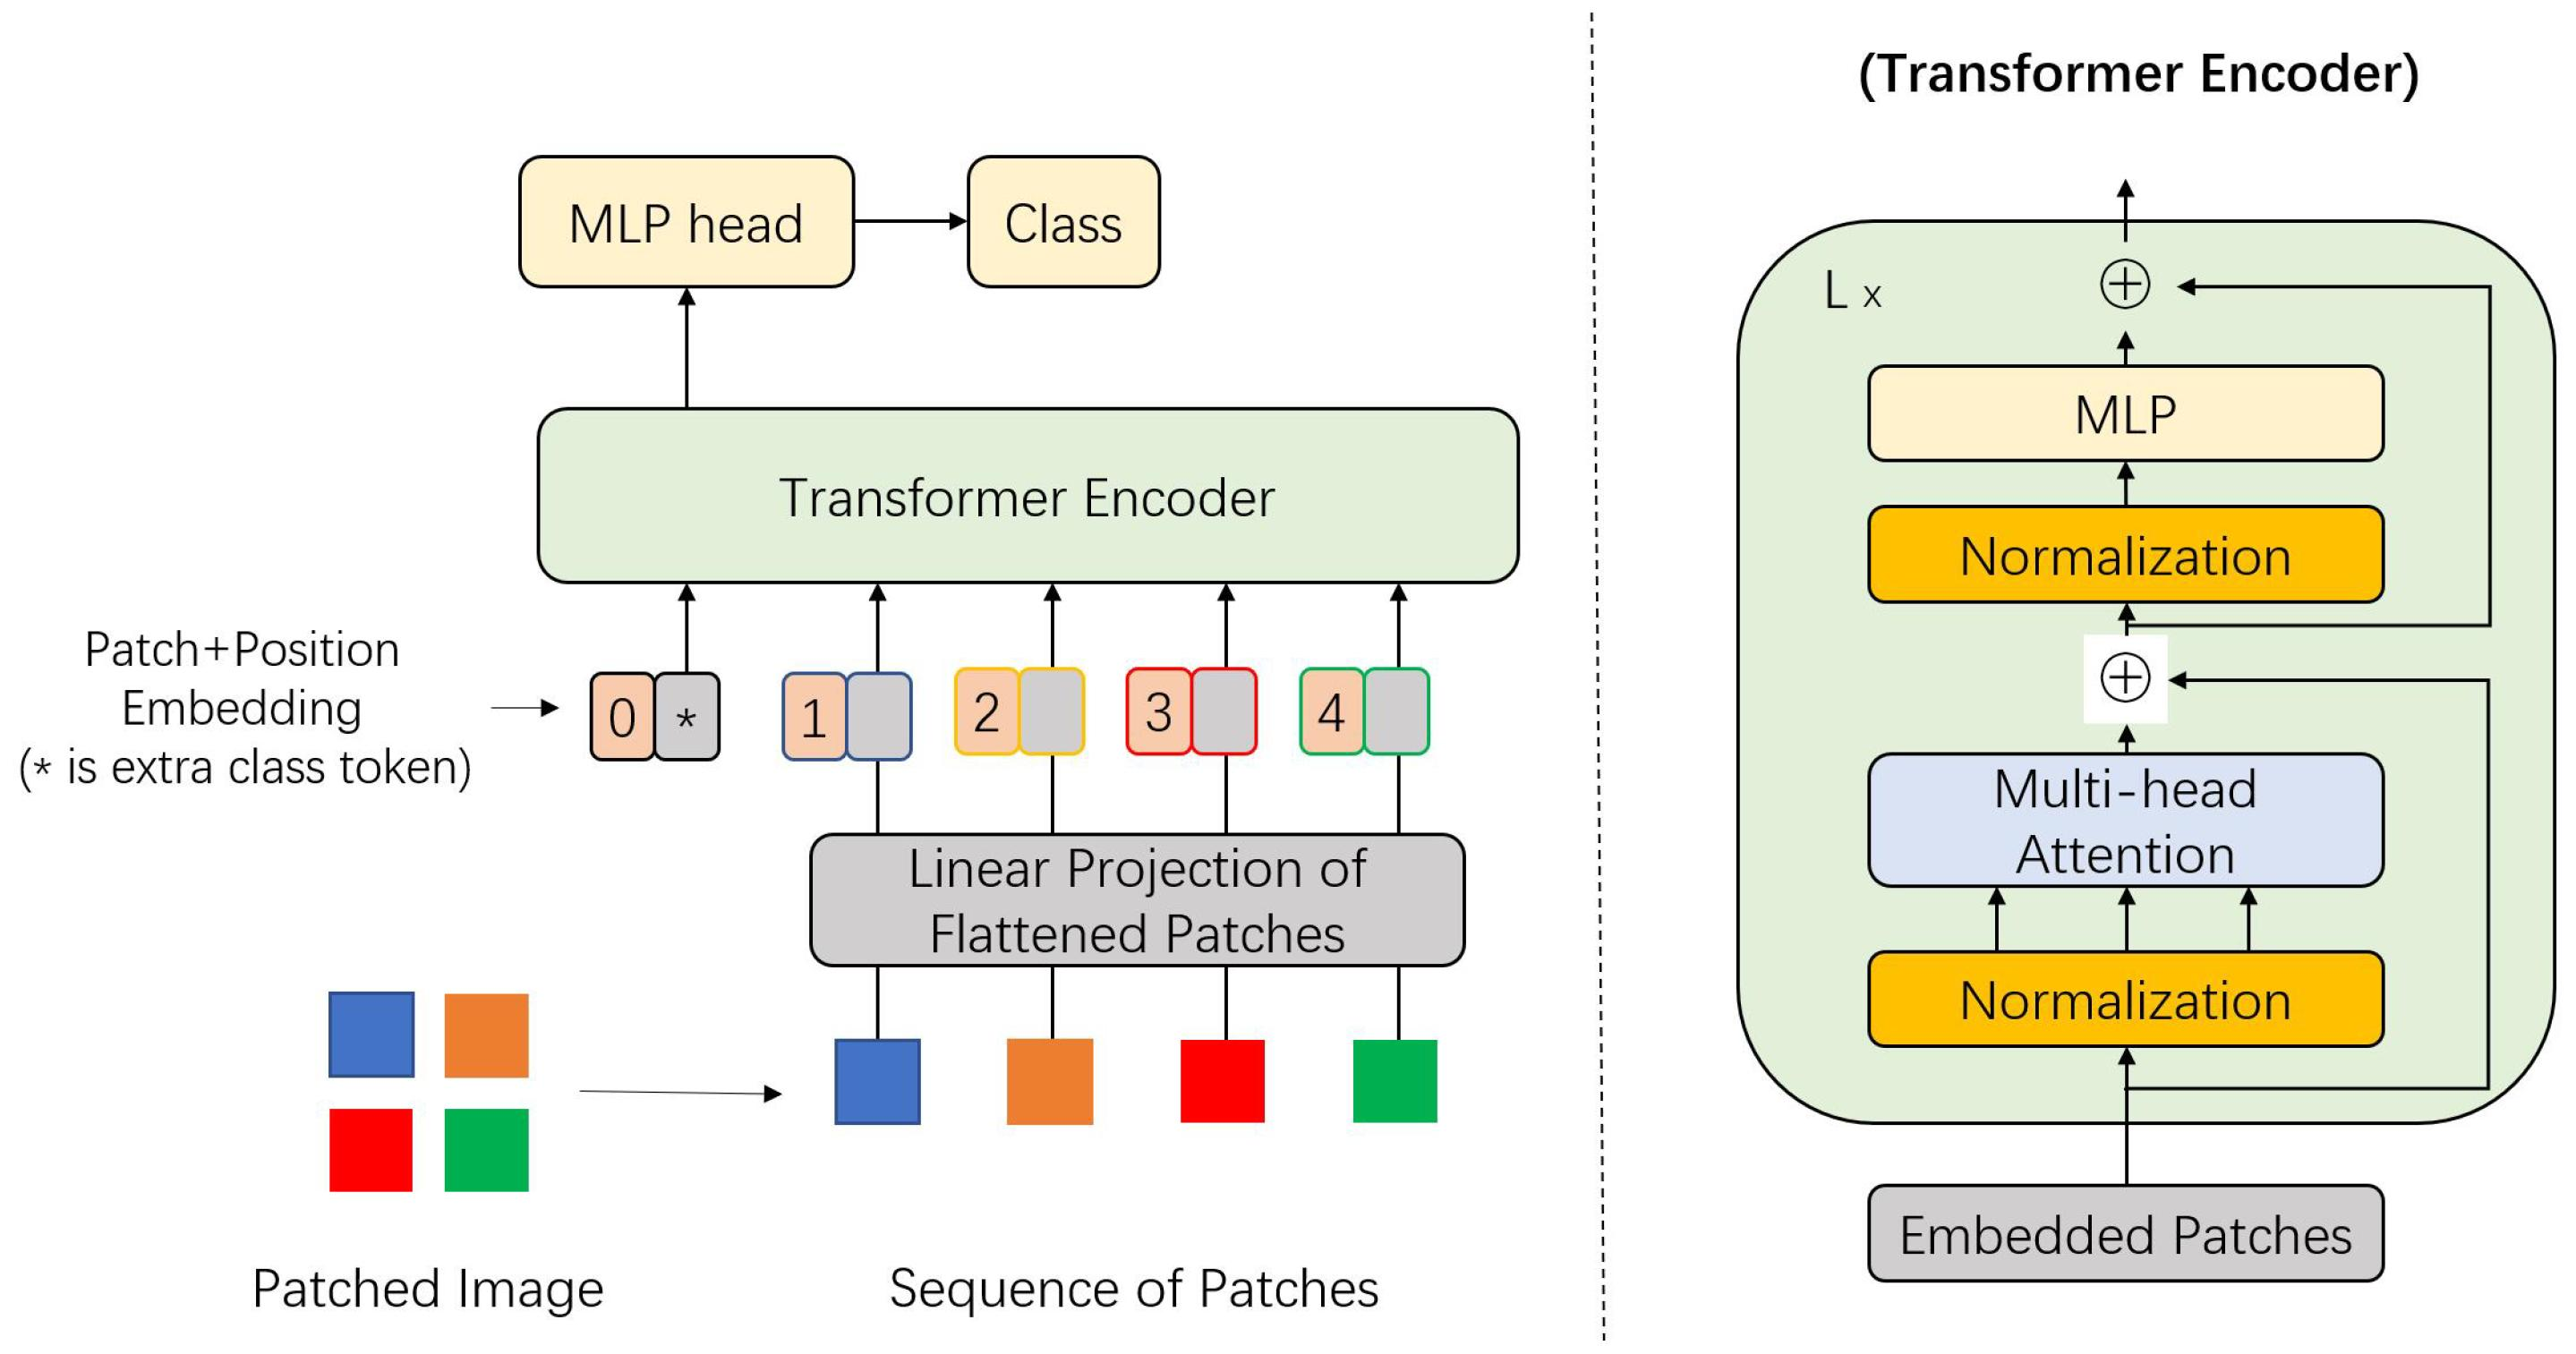 (Transformer Encoder)
MLP head
Class
Transformer Encoder
Patch+Position
Embedding
(* is extra class token)
0 *
1
2
3
4
Linear Projection of
Flattened Patches
Patched Image
Sequence of Patches
L x
MLP
Normalization
Multi-head
Attention
Normalization
Embedded Patches